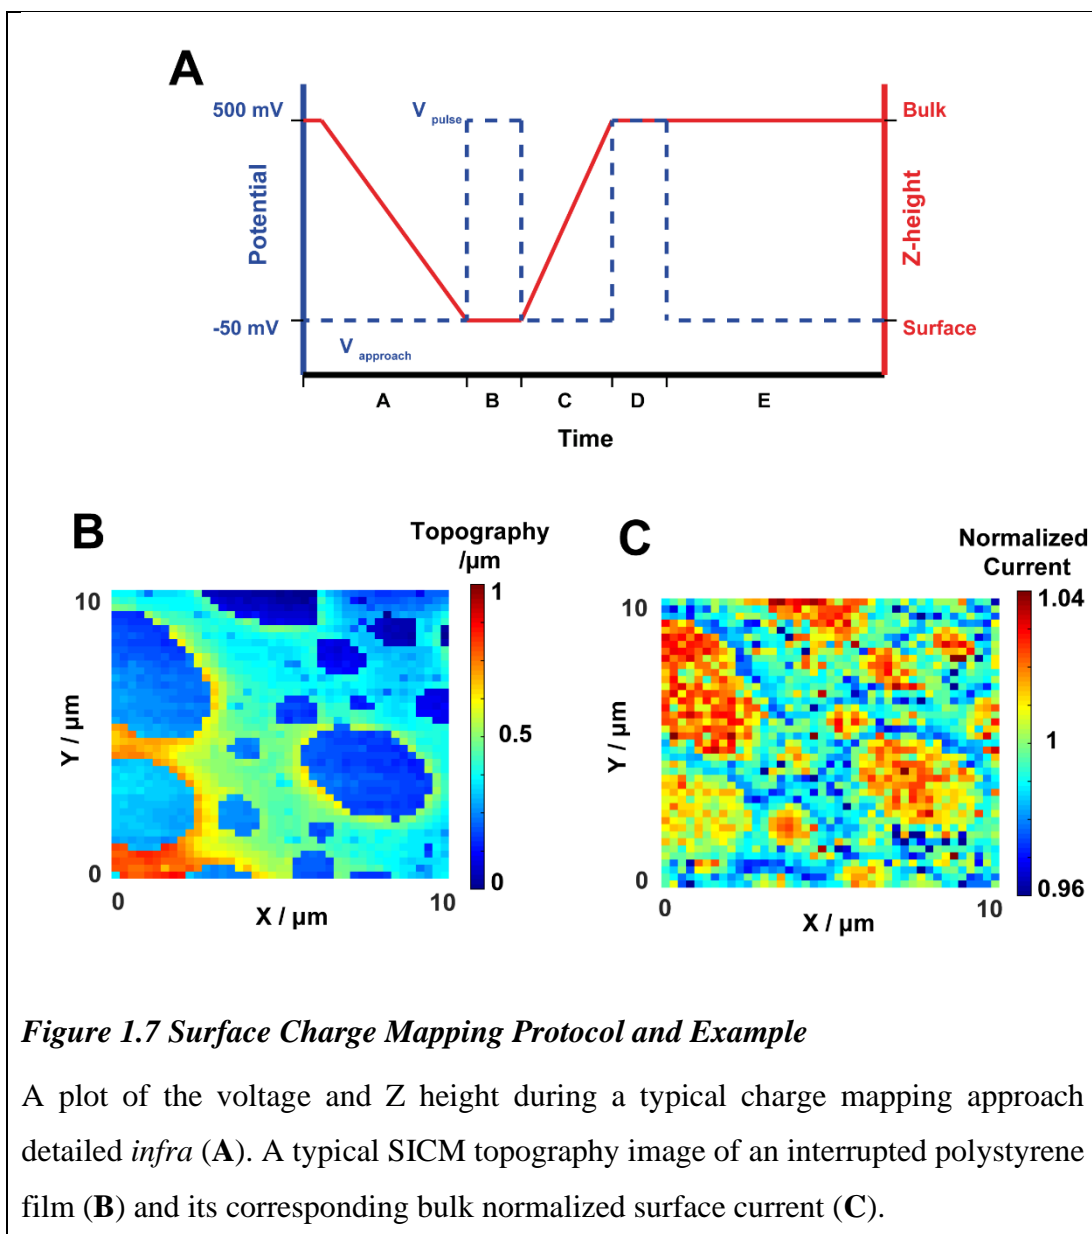 A
500 mV
V pulse
Bulk
Potential
Z-height
-50 mV
V approach
Surface
A B C D E
Time
B
Topography
/µm
10
1
0.5
0
0
Y / µm
0 10
X / µm
C
Normalized
Current
10
1.04
1
0.96
0
Y / µm
0 10
X / µm
Figure 1.7 Surface Charge Mapping Protocol and Example
A plot of the voltage and Z height during a typical charge mapping approach
detailed infra (A). A typical SICM topography image of an interrupted polystyrene
film (B) and its corresponding bulk normalized surface current (C).